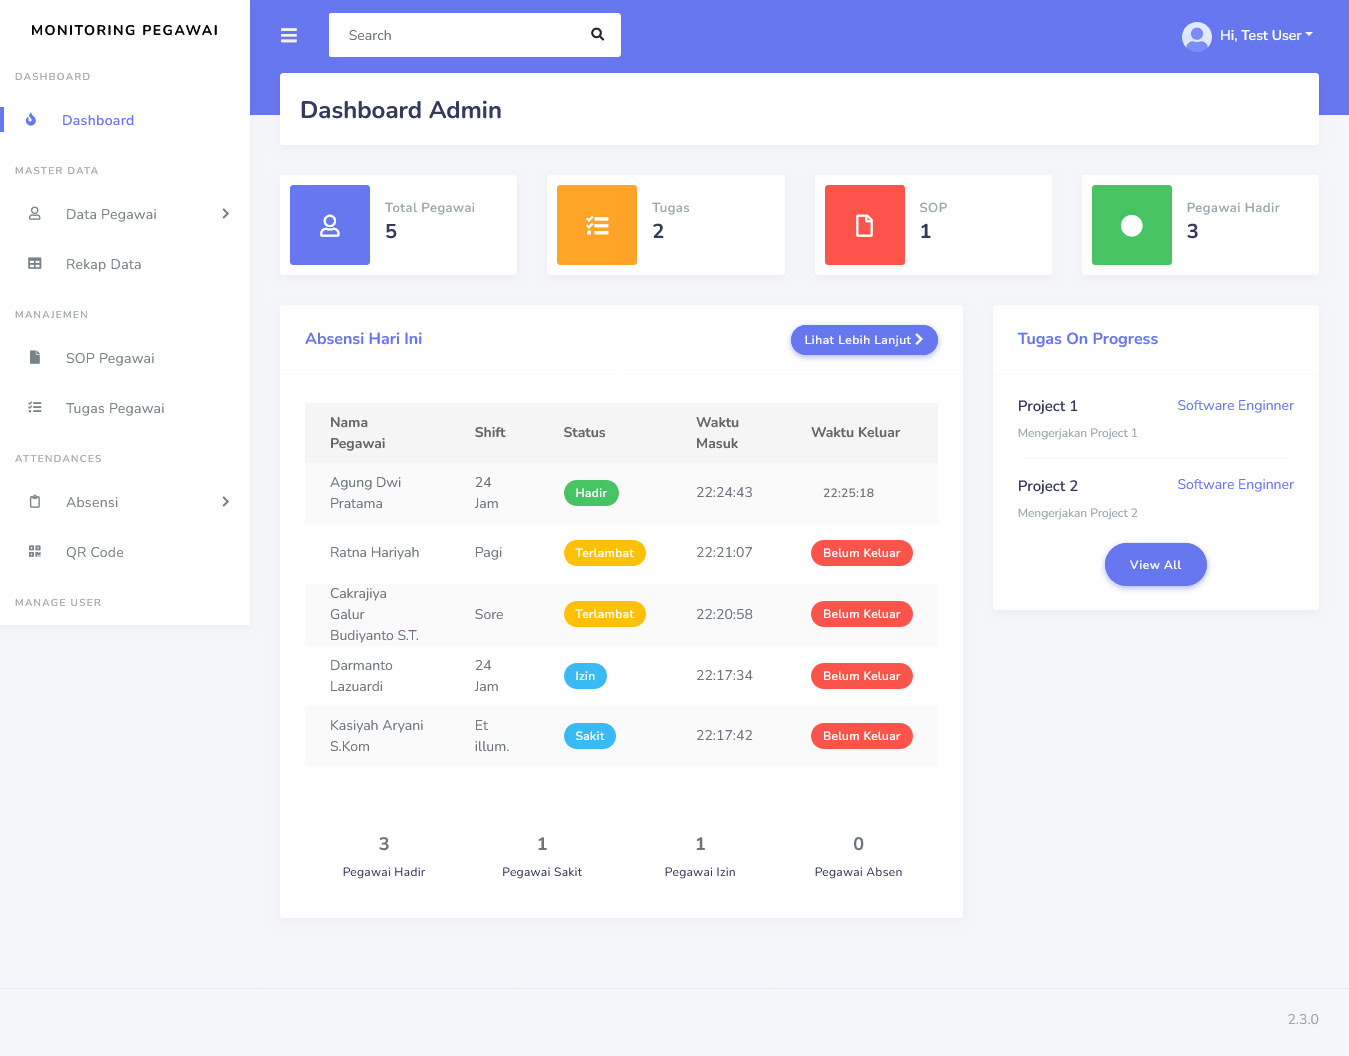 MONITORING PEGAWAI
DASHBOARD
Dashboard
MASTER DATA
Data Pegawai
Rekap Data
MANAJEMEN
SOP Pegawai
Tugas Pegawai
ATTENDANCES
Absensi
QR Code
MANAGE USER
Search
Hi, Test User
Dashboard Admin
Total Pegawai
5
Tugas
2
SOP
1
Pegawai Hadir
3
Absensi Hari Ini
Lihat Lebih Lanjut
Nama
Pegawai
Shift
Status
Waktu
Masuk
Waktu Keluar
Agung Dwi
Pratama
24
Jam
Hadir
22:24:43
22:25:18
Ratna Hariyah
Pagi
Terlambat
22:21:07
Belum Keluar
Cakrajiya
Galur
Budiyanto S.T.
Sore
Terlambat
22:20:58
Belum Keluar
Darmanto
Lazuardi
24
Jam
Izin
22:17:34
Belum Keluar
Kasiyah Aryani
S.Kom
Et
illum.
Sakit
22:17:42
Belum Keluar
3
Pegawai Hadir
1
Pegawai Sakit
1
Pegawai Izin
0
Pegawai Absen
Tugas On Progress
Project 1
Software Enginner
Mengerjakan Project 1
Project 2
Software Enginner
Mengerjakan Project 2
View All
2.3.0